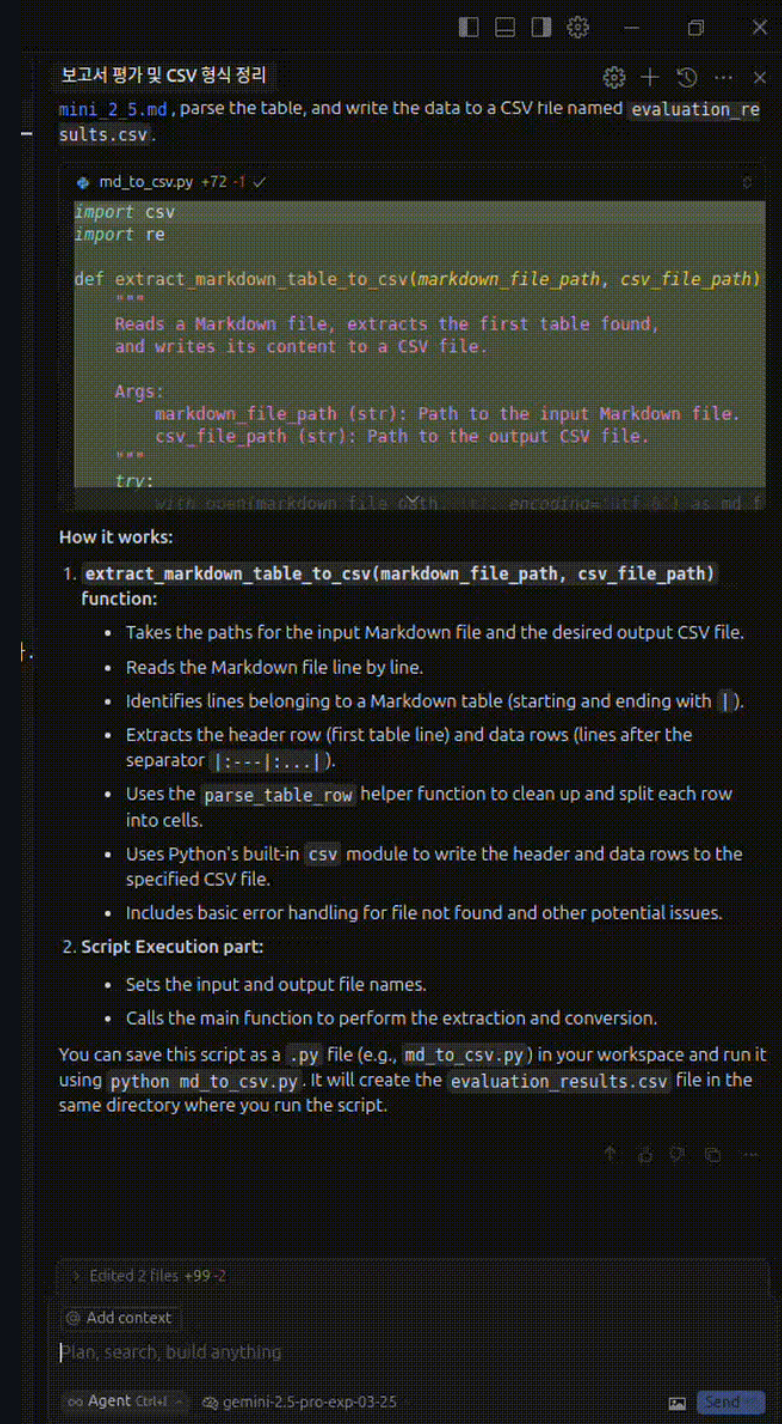 보고서 평가 및 CSV 형식 정리
mini_2_5.md, parse the table, and write the data to a CSV file named evaluation_re
sults.csv.
md_to_csv.py +72 -1
import csv
import re
def extract_markdown_table_to_csv(markdown_file_path, csv_file_path)
"""
Reads a Markdown file, extracts the first table found,
and writes its content to a CSV file.
Args:
markdown_file_path (str): Path to the input Markdown file.
csv_file_path (str): Path to the output CSV file.
"""
try:
with open(markdown_file_path, 'r', encoding='utf-8') as md_f
How it works:
1. extract_markdown_table_to_csv(markdown_file_path, csv_file_path)
function:
• Takes the paths for the input Markdown file and the desired output CSV file.
• Reads the Markdown file line by line.
• Identifies lines belonging to a Markdown table (starting and ending with |).
• Extracts the header row (first table line) and data rows (lines after the
separator |:---|:...|).
• Uses the parse_table_row helper function to clean up and split each row
into cells.
• Uses Python's built-in csv module to write the header and data rows to the
specified CSV file.
• Includes basic error handling for file not found and other potential issues.
2. Script Execution part:
• Sets the input and output file names.
• Calls the main function to perform the extraction and conversion.
You can save this script as a .py file (e.g., md_to_csv.py) in your workspace and run it
using python md_to_csv.py. It will create the evaluation_results.csv file in the
same directory where you run the script.
Edited 2 files +99 -2
@ Add context
Plan, search, build anything
∞ Agent Ctrl+I
gemini-2.5-pro-exp-03-25
Send